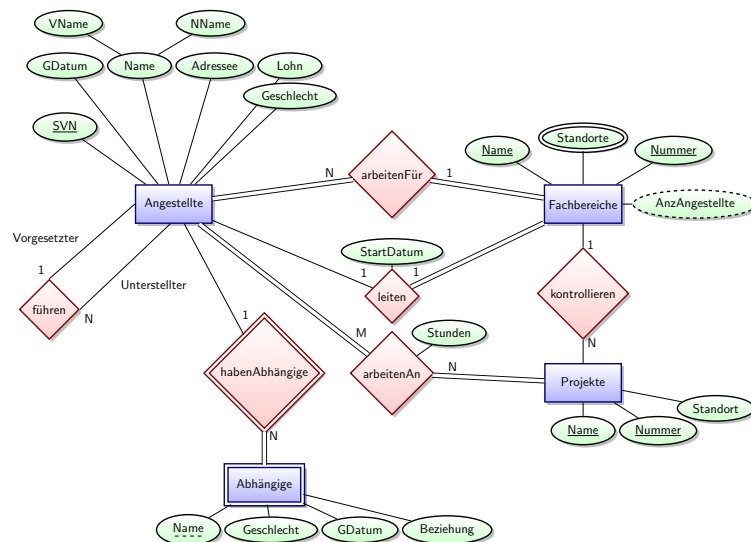 VName
NName
GDatum
Name
Adressee
Lohn
Geschlecht
SVN
Name
Standorte
Nummer
N
arbeitenFür
1
Angestellte
Fachbereiche
AnzAngestellte
Vorgesetzter
StartDatum
1
1
1
1
Unterstellter
leiten
kontrollieren
führen
N
1
M
Stunden
N
habenAbhängige
arbeitenAn
N
Projekte
Standort
N
Name
Nummer
Abhängige
Name
Geschlecht
GDatum
Beziehung